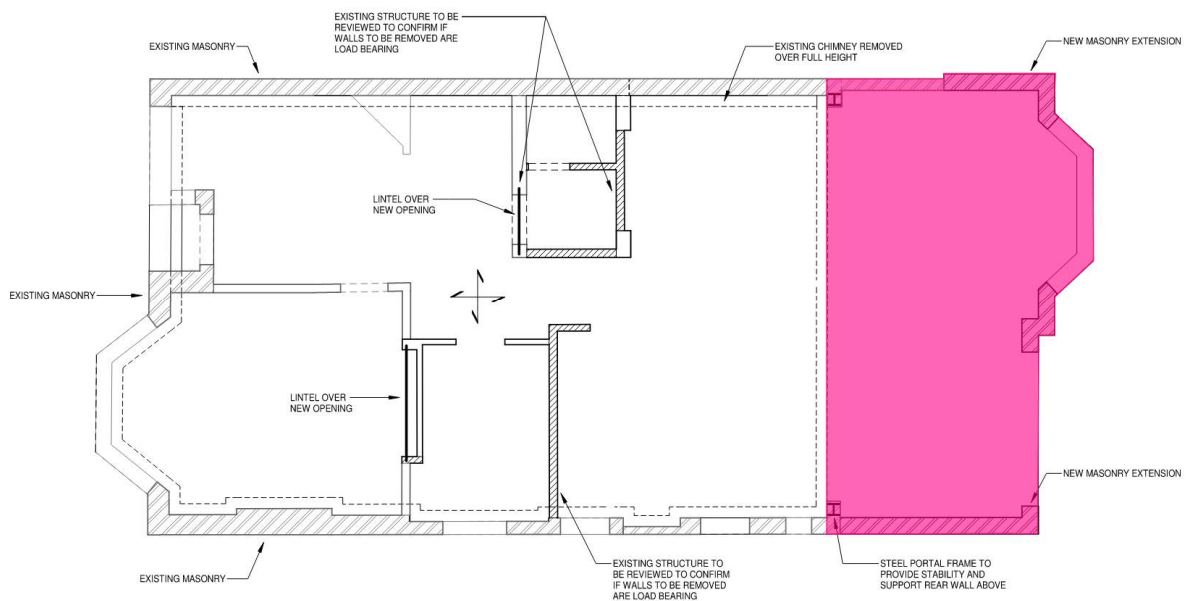 EXISTING STRUCTURE TO BE
REVIEWED TO CONFIRM IF
WALLS TO BE REMOVED ARE
LOAD BEARING
EXISTING MASONRY
EXISTING CHIMNEY REMOVED
OVER FULL HEIGHT
NEW MASONRY EXTENSION
LINTEL OVER
NEW OPENING
EXISTING MASONRY
LINTEL OVER
NEW OPENING
NEW MASONRY EXTENSION
EXISTING MASONRY
EXISTING STRUCTURE TO
BE REVIEWED TO CONFIRM
IF WALLS TO BE REMOVED
ARE LOAD BEARING
STEEL PORTAL FRAME TO
PROVIDE STABILITY AND
SUPPORT REAR WALL ABOVE